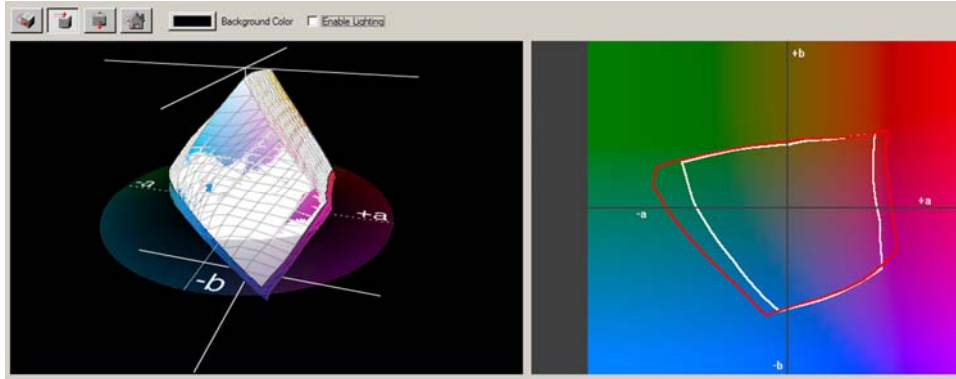 Background Color
Enable Lighting
-a
+a
-b
+b
-a
+a
-b